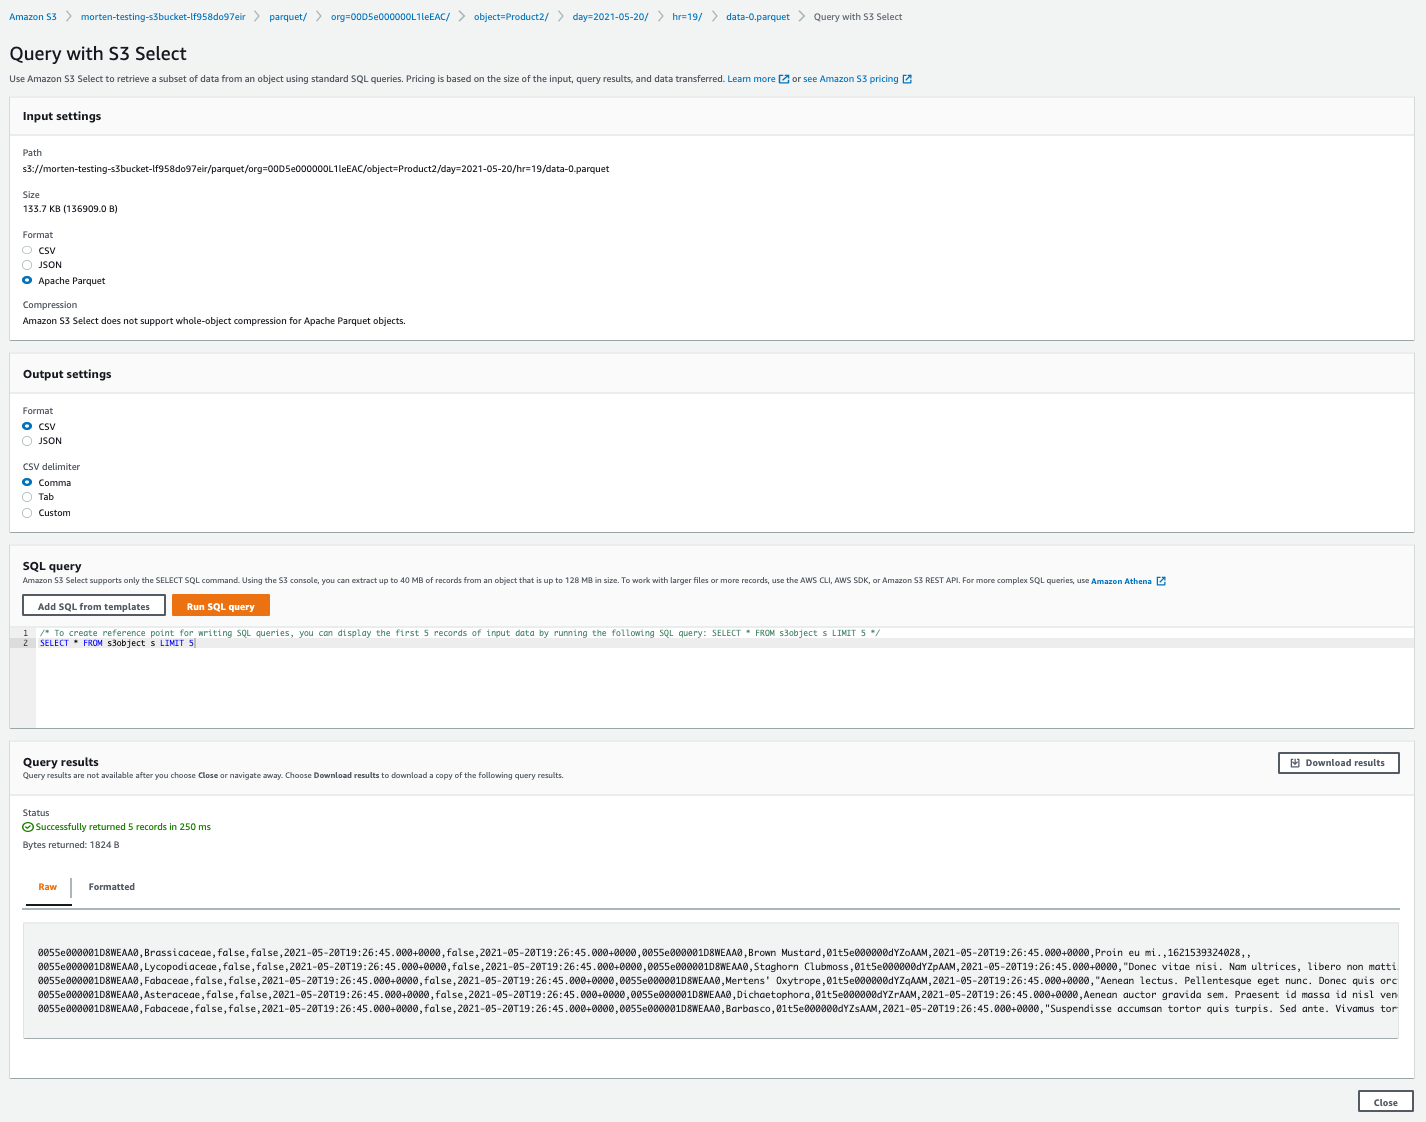 Amazon S3 > morten-testing-s3bucket-lf958do97eir > parquet/ > org=00D5e000000L1leEAC/ > object=Product2/ > day=2021-05-20/ > hr=19/ > data-0.parquet > Query with S3 Select
Query with S3 Select
Use Amazon S3 Select to retrieve a subset of data from an object using standard SQL queries. Pricing is based on the size of the input, query results, and data transferred. Learn more or see Amazon S3 pricing
Input settings
Path
s3://morten-testing-s3bucket-lf958do97eir/parquet/org=00D5e000000L1leEAC/object=Product2/day=2021-05-20/hr=19/data-0.parquet
Size
133.7 KB (136909.0 B)
Format
CSV
JSON
Apache Parquet
Compression
Amazon S3 Select does not support whole-object compression for Apache Parquet objects.
Output settings
Format
CSV
JSON
CSV delimiter
Comma
Tab
Custom
SQL query
Amazon S3 Select supports only the SELECT SQL command. Using the S3 console, you can extract up to 40 MB of records from an object that is up to 128 MB in size. To work with larger files or more records, use the AWS CLI, AWS SDK, or Amazon S3 REST API. For more complex SQL queries, use Amazon Athena
Add SQL from templates Run SQL query
1 /* To create reference point for writing SQL queries, you can display the first 5 records of input data by running the following SQL query: SELECT * FROM s3object s LIMIT 5 */
2 SELECT * FROM s3object s LIMIT 5
Query results
Download results
Query results are not available after you choose Close or navigate away. Choose Download results to download a copy of the following query results.
Status
Successfully returned 5 records in 250 ms
Bytes returned: 1824 B
Raw Formatted
0055e000001D8WEAA0,Brassicaceae,false,false,2021-05-20T19:26:45.000+0000,false,2021-05-20T19:26:45.000+0000,0055e000001D8WEAA0,Brown Mustard,01t5e000000dYZoAAM,2021-05-20T19:26:45.000+0000,Proin eu mi.,1621539324028,,
0055e000001D8WEAA0,Lycopodiaceae,false,false,2021-05-20T19:26:45.000+0000,false,2021-05-20T19:26:45.000+0000,0055e000001D8WEAA0,Staghorn Clubmoss,01t5e000000dYZpAAM,2021-05-20T19:26:45.000+0000,"Donec vitae nisi. Nam ultrices, libero non matti
0055e000001D8WEAA0,Fabaceae,false,false,2021-05-20T19:26:45.000+0000,false,2021-05-20T19:26:45.000+0000,0055e000001D8WEAA0,Mertens' Oxytrope,01t5e000000dYZqAAM,2021-05-20T19:26:45.000+0000,"Aenean lectus. Pellentesque eget nunc. Donec quis orc
0055e000001D8WEAA0,Asteraceae,false,false,2021-05-20T19:26:45.000+0000,false,2021-05-20T19:26:45.000+0000,0055e000001D8WEAA0,Dichaetophora,01t5e000000dYZrAAM,2021-05-20T19:26:45.000+0000,Aenean auctor gravida sem. Praesent id massa id nisl ven
0055e000001D8WEAA0,Fabaceae,false,false,2021-05-20T19:26:45.000+0000,false,2021-05-20T19:26:45.000+0000,0055e000001D8WEAA0,Barbasco,01t5e000000dYZsAAM,2021-05-20T19:26:45.000+0000,"Suspendisse accumsan tortor quis turpis. Sed ante. Vivamus tor
Close